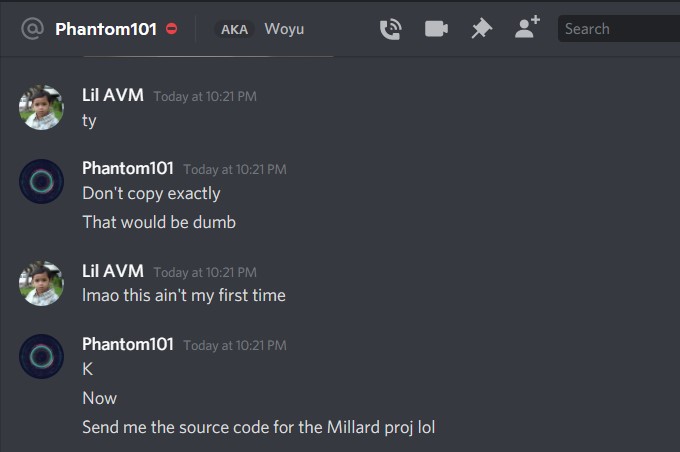 @ Phantom101 AKA Woyu Search
Lil AVM Today at 10:21 PM
ty
Phantom101 Today at 10:21 PM
Don't copy exactly
That would be dumb
Lil AVM Today at 10:21 PM
lmao this ain't my first time
Phantom101 Today at 10:21 PM
K
Now
Send me the source code for the Millard proj lol